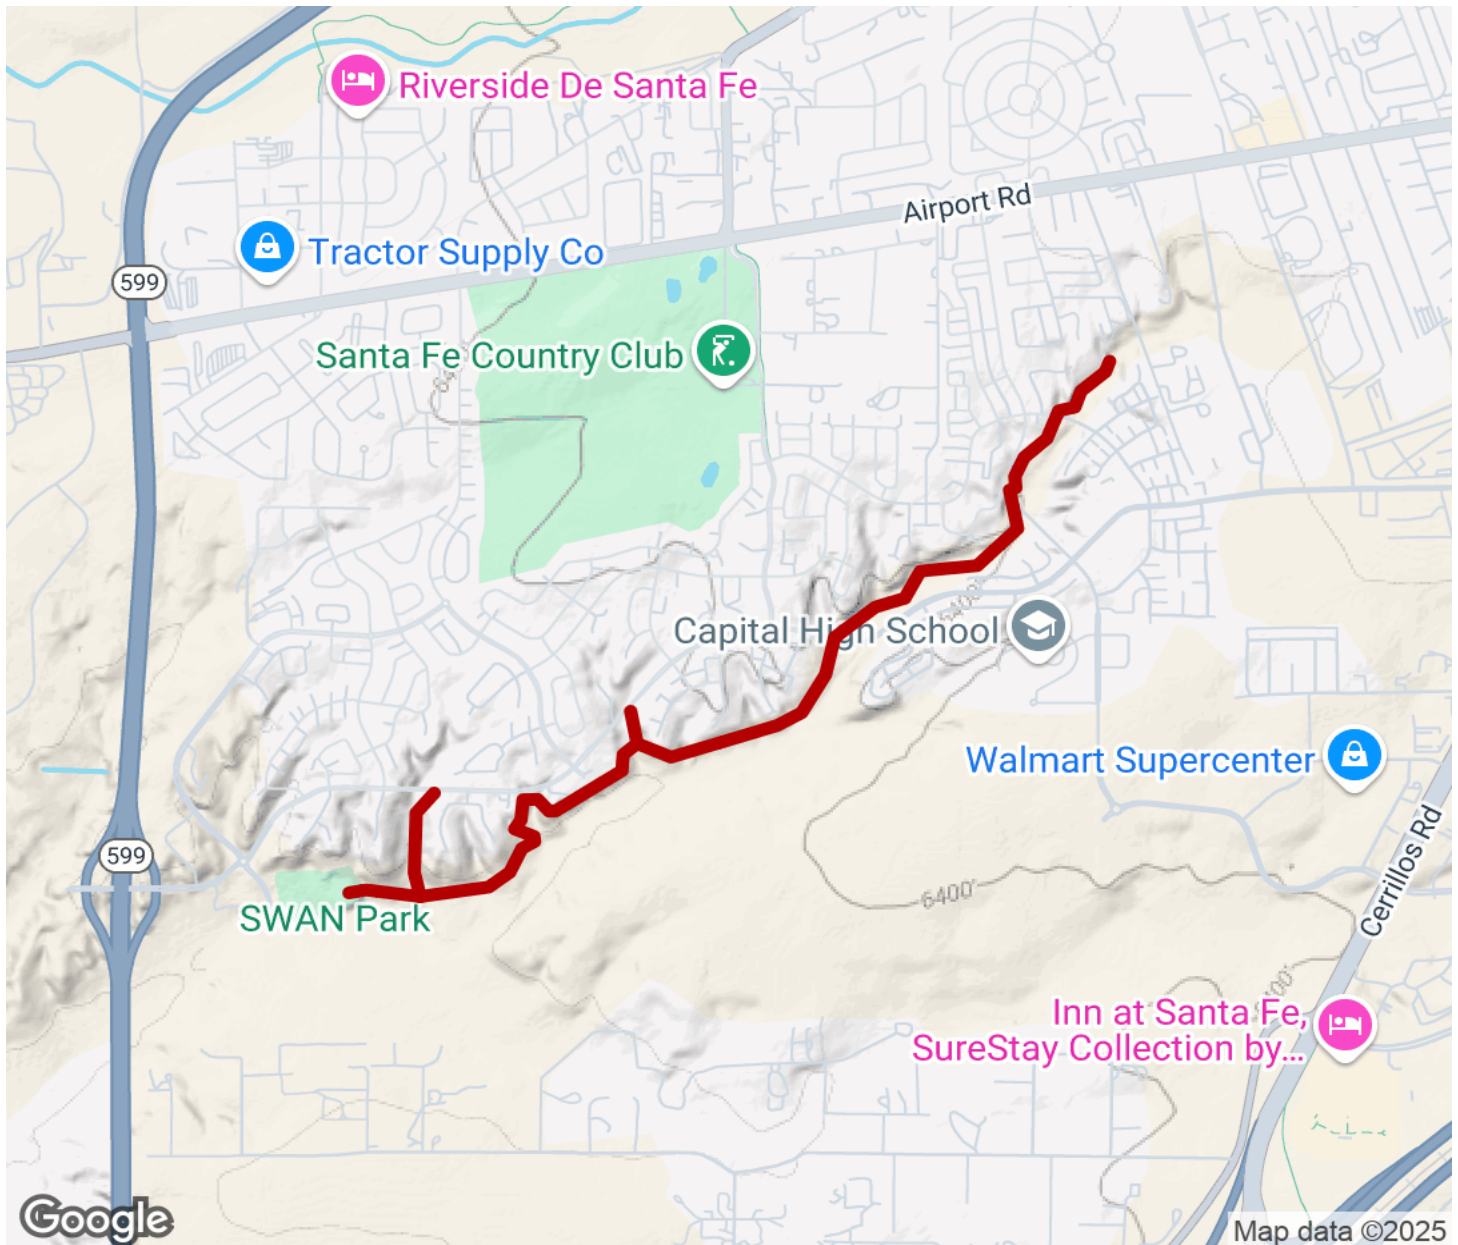 Riverside De Santa Fe
Airport Rd
Tractor Supply Co
599
Santa Fe Country Club
6400'
Capital High School
Walmart Supercenter
599
6400'
Cerrillos Rd
SWAN Park
Inn at Santa Fe,
SureStay Collection by...
Google
Map data ©2025